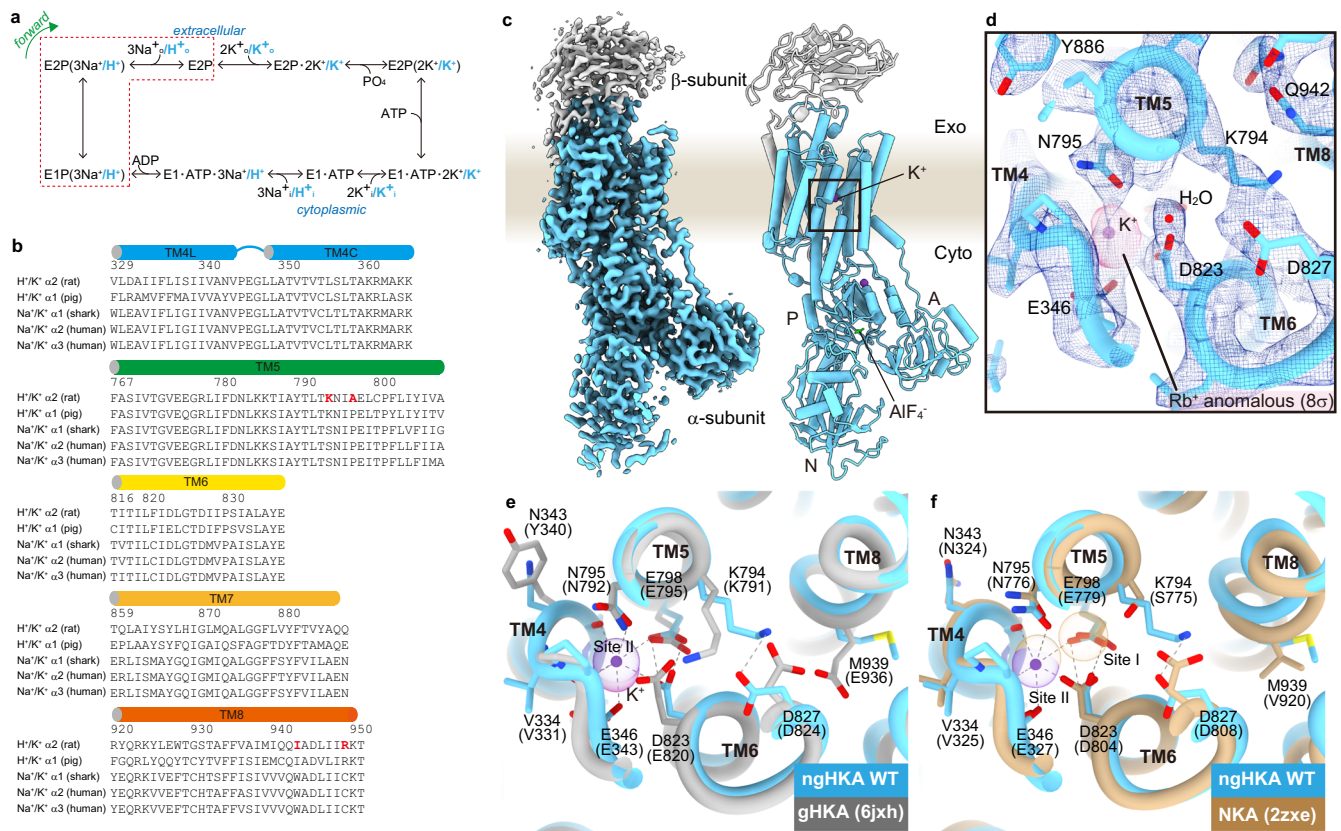 a
forward
extracellular
3Na⁺ₒ/H⁺ₒ
2K⁺ₒ/K⁺ₒ
E2P(3Na⁺/H⁺)
E2P
E2P·2K⁺/K⁺
E2P(2K⁺/K⁺)
PO₄
ATP
ADP
E1P(3Na⁺/H⁺)
E1·ATP·3Na⁺/H⁺
E1·ATP
E1·ATP·2K⁺/K⁺
3Na⁺ᵢ/H⁺ᵢ
2K⁺ᵢ/K⁺ᵢ
cytoplasmic
b
TM4L
TM4C
329 340 350 360
H⁺/K⁺ α2 (rat) VLDAIIFLISIIVANVPEGLLATVTVTLSLTAKRMAKK
H⁺/K⁺ α1 (pig) FLRAMVFFMAIVVAYVPEGLLATVTVCLSLTAKRLASK
Na⁺/K⁺ α1 (shark) WLEAVIFLIGIIVANVPEGLLATVTVCLTLTAKRMARK
Na⁺/K⁺ α2 (human) WLEAVIFLIGIIVANVPEGLLATVTVCLTLTAKRMARK
Na⁺/K⁺ α3 (human) WLEAVIFLIGIIVANVPEGLLATVTVCLTLTAKRMARK
TM5
767 780 790 800
H⁺/K⁺ α2 (rat) FASIVTGVEEGRLIFDNLKKTIAYTLTKNIAELCPFLIYIVA
H⁺/K⁺ α1 (pig) FASIVTGVEQGRLIFDNLKKSIAYTLTKNIPELTPYLIYITV
Na⁺/K⁺ α1 (shark) FASIVTGVEEGRLIFDNLKKSIAYTLTSNIPEITPFLVFIIG
Na⁺/K⁺ α2 (human) FASIVTGVEEGRLIFDNLKKSIAYTLTSNIPEITPFLLFIIA
Na⁺/K⁺ α3 (human) FASIVTGVEEGRLIFDNLKKSIAYTLTSNIPEITPFLLFIMA
TM6
816 820 830
H⁺/K⁺ α2 (rat) TITILFIDLGTDIIPSIALAYE
H⁺/K⁺ α1 (pig) CITILFIELCTDIFPSVSLAYE
Na⁺/K⁺ α1 (shark) TVTILCIDLGTDMVPAISLAYE
Na⁺/K⁺ α2 (human) TVTILCIDLGTDMVPAISLAYE
Na⁺/K⁺ α3 (human) TITILCIDLGTDMVPAISLAYE
TM7
859 870 880
H⁺/K⁺ α2 (rat) TQLAIYSYLHIGLMQALGGFLVYFTVYAQQ
H⁺/K⁺ α1 (pig) EPLAAYSYFQIGAIQSFAGFTDYFTAMAQE
Na⁺/K⁺ α1 (shark) ERLISMAYGQIGMIQALGGFFSYFVILAEN
Na⁺/K⁺ α2 (human) ERLISMAYGQIGMIQALGGFFTYFVILAEN
Na⁺/K⁺ α3 (human) ERLISMAYGQIGMIQALGGFFSYFVILAEN
TM8
920 930 940 950
H⁺/K⁺ α2 (rat) RYQRKYLEWTGSTAFFVAIMIQQIADLIIRKT
H⁺/K⁺ α1 (pig) FGQRLYQQYTCYTVFFISIEMCQIADVLIRKT
Na⁺/K⁺ α1 (shark) YEQRKIVEFTCHTSFFISIVVVQWADLIICKT
Na⁺/K⁺ α2 (human) YEQRKVVEFTCHTAFFASIVVVQWADLIICKT
Na⁺/K⁺ α3 (human) YEQRKVVEFTCHTAFFVSIVVVQWADLIICKT
c
β-subunit
Exo
K⁺
Cyto
A
P
AlF₄⁻
α-subunit
N
d
Y886
TM5
Q942
N795
K794
TM8
TM4
K⁺
H₂O
E346
D823
D827
TM6
Rb⁺ anomalous (8σ)
e
N343
(Y340)
TM5
N795
(N792)
E798
(E795)
K794
(K791)
TM8
TM4
Site II
K⁺
M939
(E936)
V334
(V331)
E346
(E343)
D823
(E820)
TM6
D827
(D824)
ngHKA WT
gHKA (6jxh)
f
N343
(N324)
TM5
N795
(N776)
E798
(E779)
K794
(S775)
TM8
TM4
Site I
Site II
M939
(V920)
V334
(V325)
E346
(E327)
D823
(D804)
TM6
D827
(D808)
ngHKA WT
NKA (2zxe)